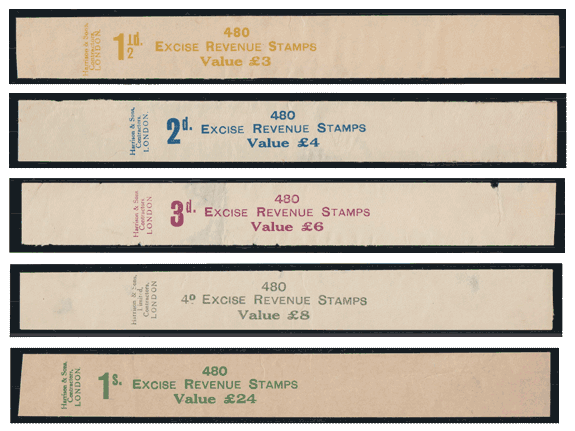 Harrison & Sons,
Contractors,
LONDON.
1½d.
480
EXCISE REVENUE STAMPS
Value £3
Harrison & Sons,
Contractors,
LONDON.
2d.
480
EXCISE REVENUE STAMPS
Value £4
Harrison & Sons
Contractors
LONDON
3d.
480
EXCISE REVENUE STAMPS
Value £6
Harrison & Sons,
Limited,
Contractors,
LONDON
480
4D EXCISE REVENUE STAMPS
Value £8
Harrison & Sons,
Contractors,
LONDON
1s.
480
EXCISE REVENUE STAMPS
Value £24